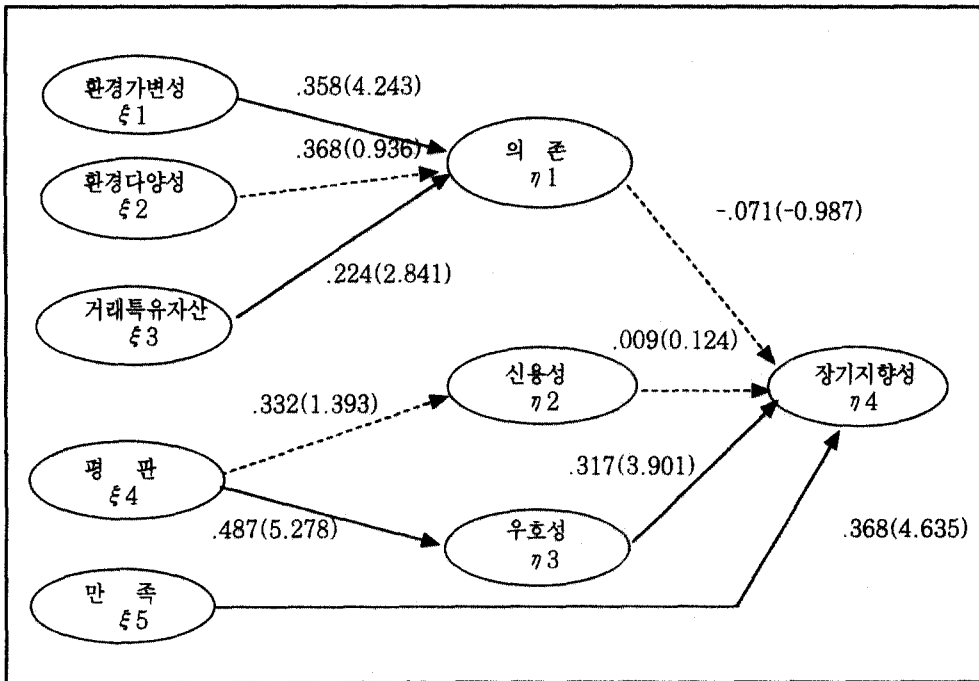 환경가변성
ξ1
.358(4.243)
.368(0.936)
환경다양성
ξ2
의 존
η1
-.071(-0.987)
거래특유자산
ξ3
.224(2.841)
.009(0.124)
신용성
η2
장기지향성
η4
.332(1.393)
평 판
ξ4
.317(3.901)
.487(5.278)
우호성
η3
.368(4.635)
만 족
ξ5